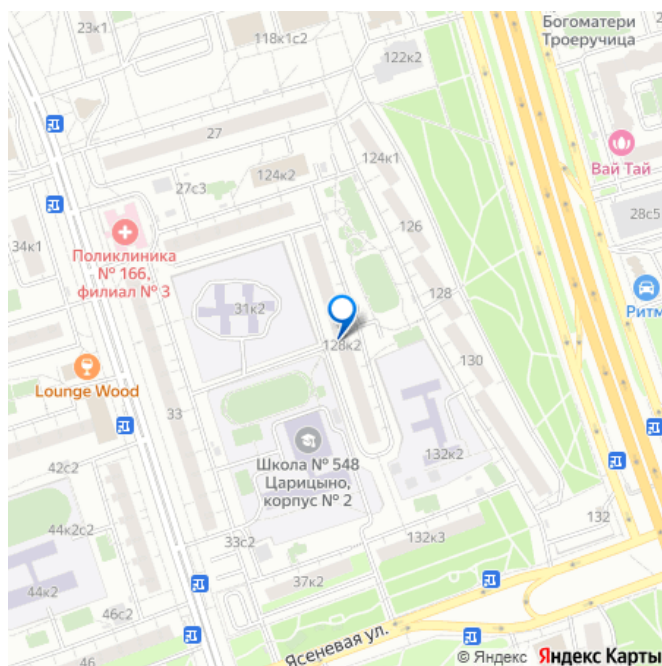 23к1
118к1с2
Богоматери
Троеручица
122к2
27
124к1
Вай Тай
27с3
124к2
28с5
126
34к1
Поликлиника
№ 166,
филиал № 3
31к2
128
Ритм
128к2
Lounge Wood
130
33
Школа № 548
Царицыно,
корпус № 2
132к2
42с2
44к2с2
132
33с2
132к3
44к2
37к2
46с2
Ясеневая ул.
46
© Яндекс Яндекс Карты